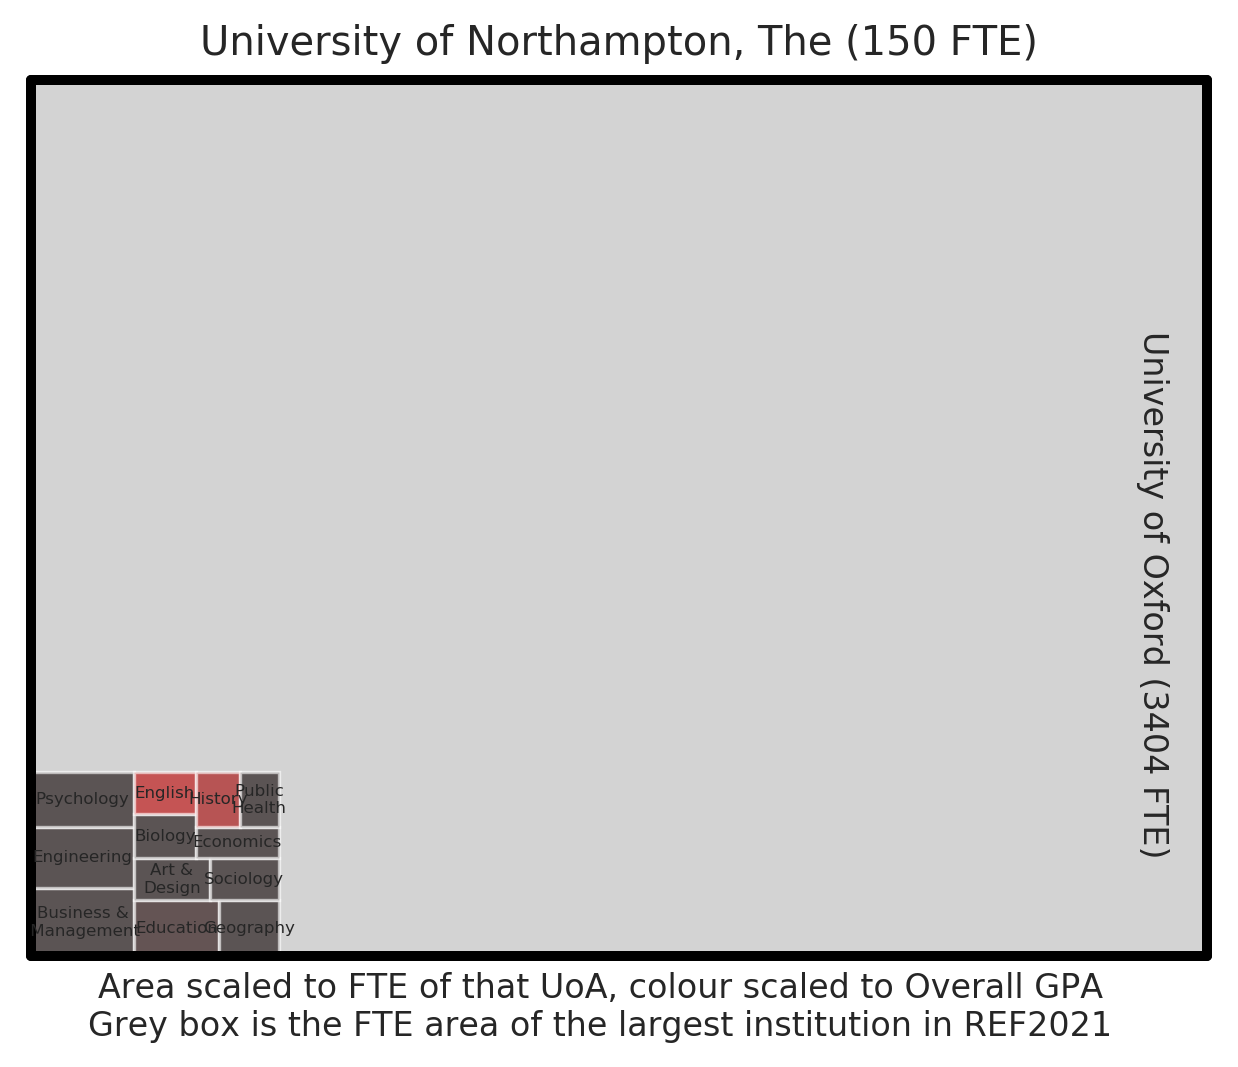 University of Northampton, The (150 FTE)
University of Oxford (3404 FTE)
Psychology
English
History
Public
Health
Biology
Economics
Engineering
Art &
Design
Sociology
Business &
Management
Education
Geography
Area scaled to FTE of that UoA, colour scaled to Overall GPA
Grey box is the FTE area of the largest institution in REF2021